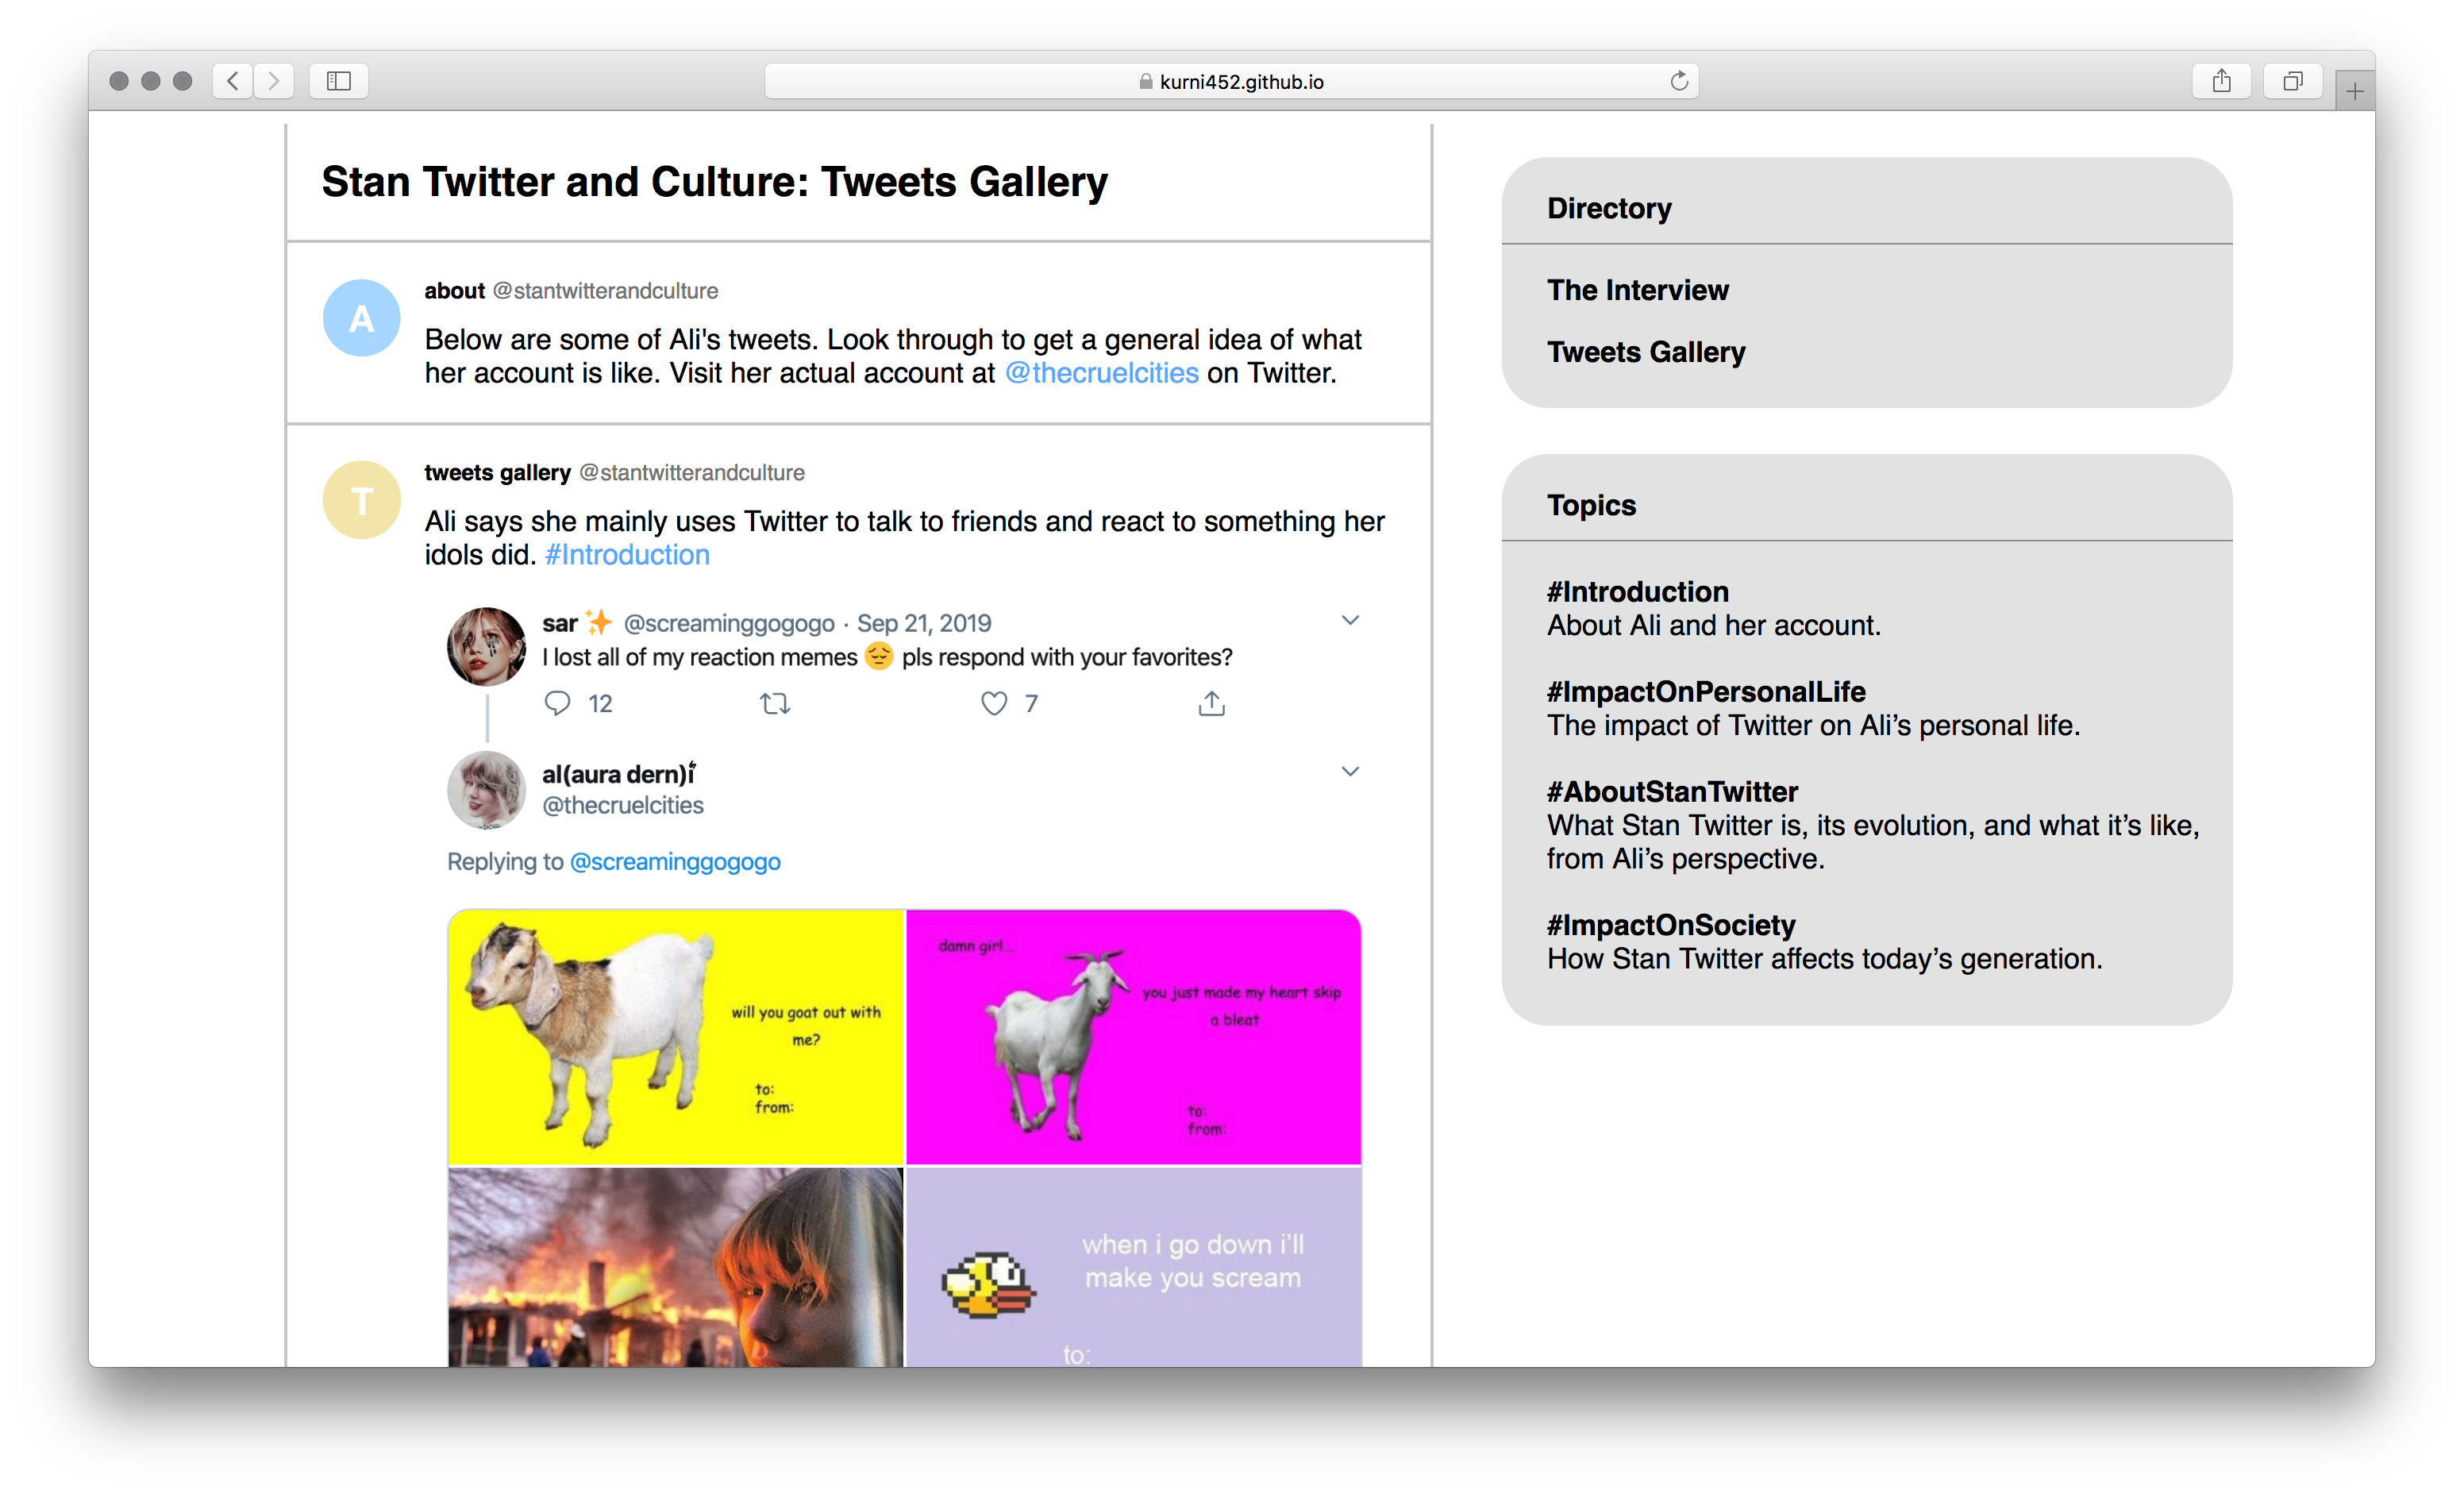 kurni452.github.io
Stan Twitter and Culture: Tweets Gallery
A
about @stantwitterandculture
Below are some of Ali's tweets. Look through to get a general idea of what
her account is like. Visit her actual account at @thecruelcities on Twitter.
T
tweets gallery @stantwitterandculture
Ali says she mainly uses Twitter to talk to friends and react to something her
idols did. #Introduction
sar ✨ @screaminggogogo · Sep 21, 2019
I lost all of my reaction memes 😔 pls respond with your favorites?
12 7
al(aura dern)i
@thecruelcities
Replying to @screaminggogogo
will you goat out with
me?
to:
from:
damn girl...
you just made my heart skip
a bleat
to:
from:
when i go down i'll
make you scream
to:
Directory
The Interview
Tweets Gallery
Topics
#Introduction
About Ali and her account.
#ImpactOnPersonalLife
The impact of Twitter on Ali’s personal life.
#AboutStanTwitter
What Stan Twitter is, its evolution, and what it’s like,
from Ali’s perspective.
#ImpactOnSociety
How Stan Twitter affects today’s generation.